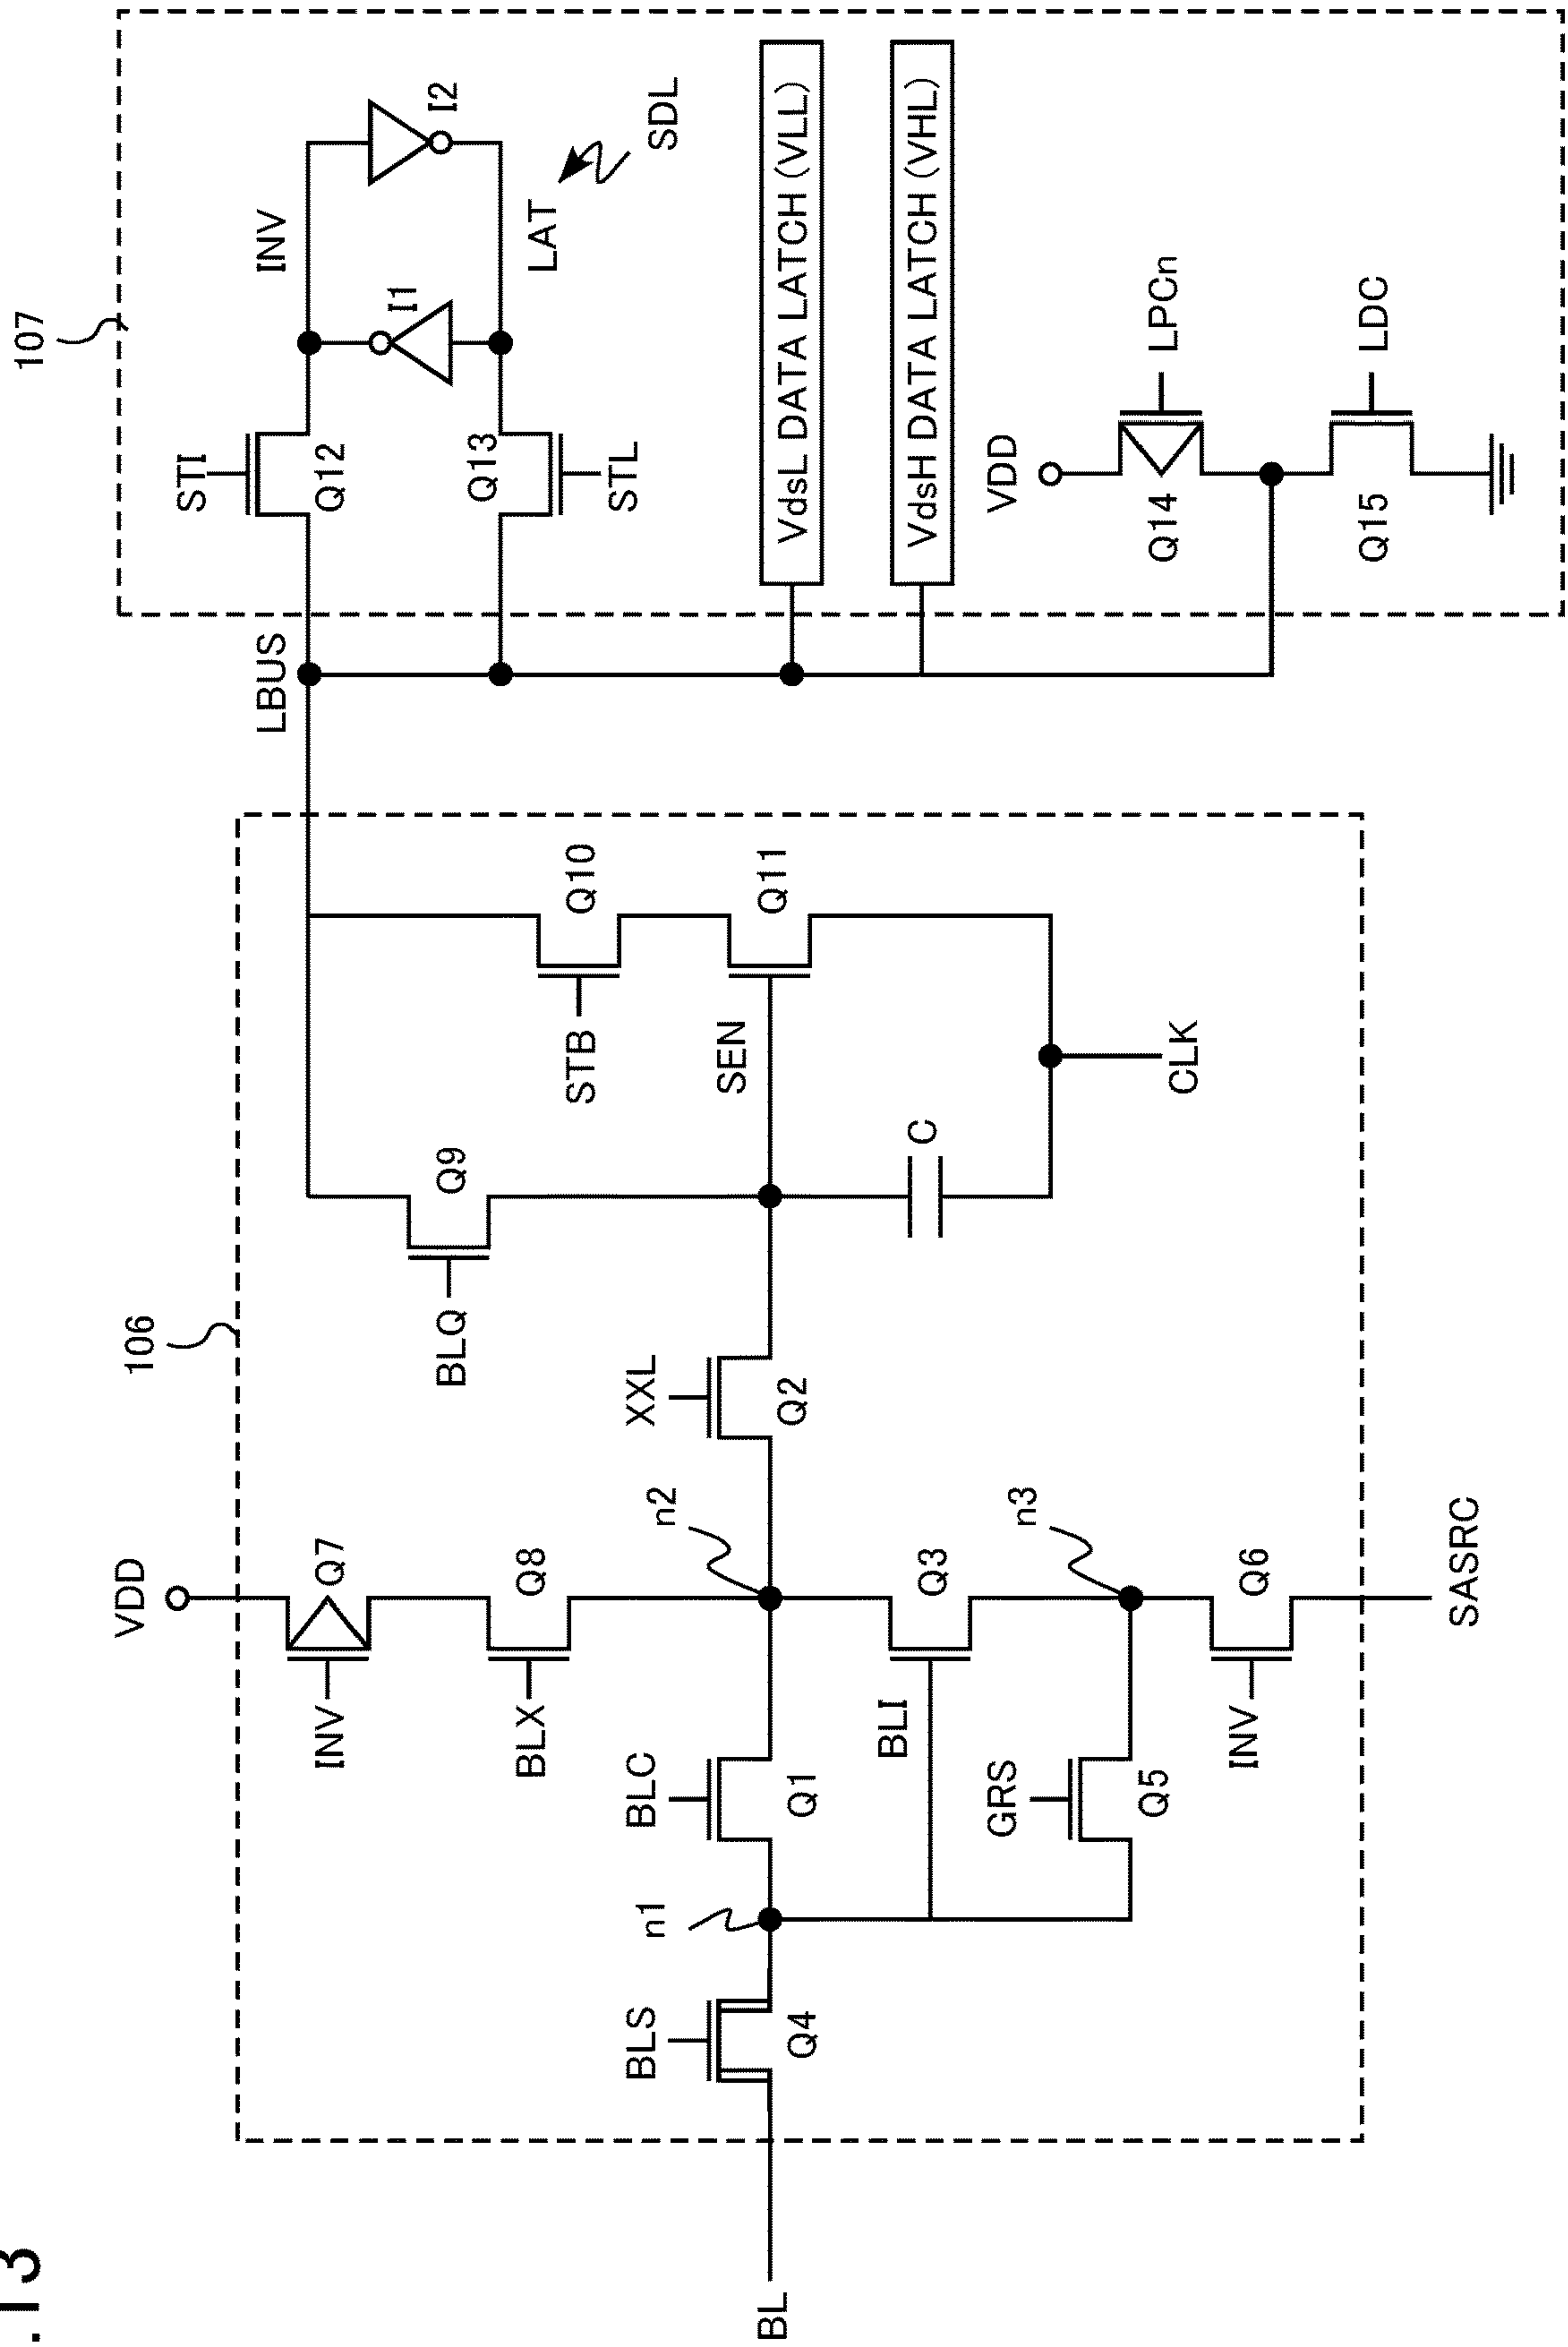 .13
107
STI
Q12
INV
I1
I2
Q13
STL
LAT
SDL
LBUS
VdsL DATA LATCH (VLL)
VdsH DATA LATCH (VHL)
VDD
Q14
LPCn
Q15
LDC
106
VDD
INV
Q7
BLX
Q8
BLQ
Q9
STB
Q10
SEN
Q11
C
CLK
XXL
Q2
n2
n3
BLC
Q1
BLI
Q3
GRS
Q5
INV
Q6
SASRC
n1
BLS
Q4
BL